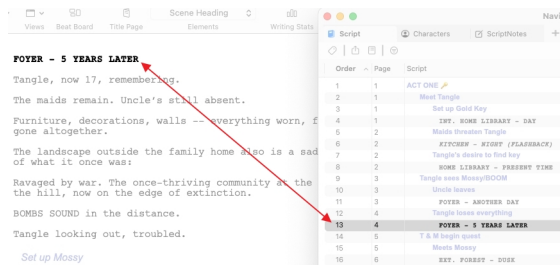 Scene Heading
Views Beat Board Title Page Elements Writing Stats
FOYER - 5 YEARS LATER
Tangle, now 17, remembering.
The maids remain. Uncle's still absent.
Furniture, decorations, walls -- everything worn, f
gone altogether.
The landscape outside the family home also is a sad
of what it once was:
Ravaged by war. The once-thriving community at the
the hill, now on the edge of extinction.
BOMBS SOUND in the distance.
Tangle looking out, troubled.
Set up Mossy
Navi
Script Characters ScriptNotes
Order Page Script
1 1 ACT ONE
2 1 Meet Tangle
3 1 Set up Gold Key
4 1 INT. HOME LIBRARY - DAY
5 2 Maids threaten Tangle
6 2 KITCHEN - NIGHT (FLASHBACK)
7 2 Tangle's desire to find key
8 2 HOME LIBRARY - PRESENT TIME
9 3 Tangle sees Mossy/BOOM
10 3 Uncle leaves
11 3 FOYER - ANOTHER DAY
12 4 Tangle loses everything
13 4 FOYER - 5 YEARS LATER
14 5 T & M begin quest
15 5 Meets Mossy
16 6 EXT. FOREST - DUSK